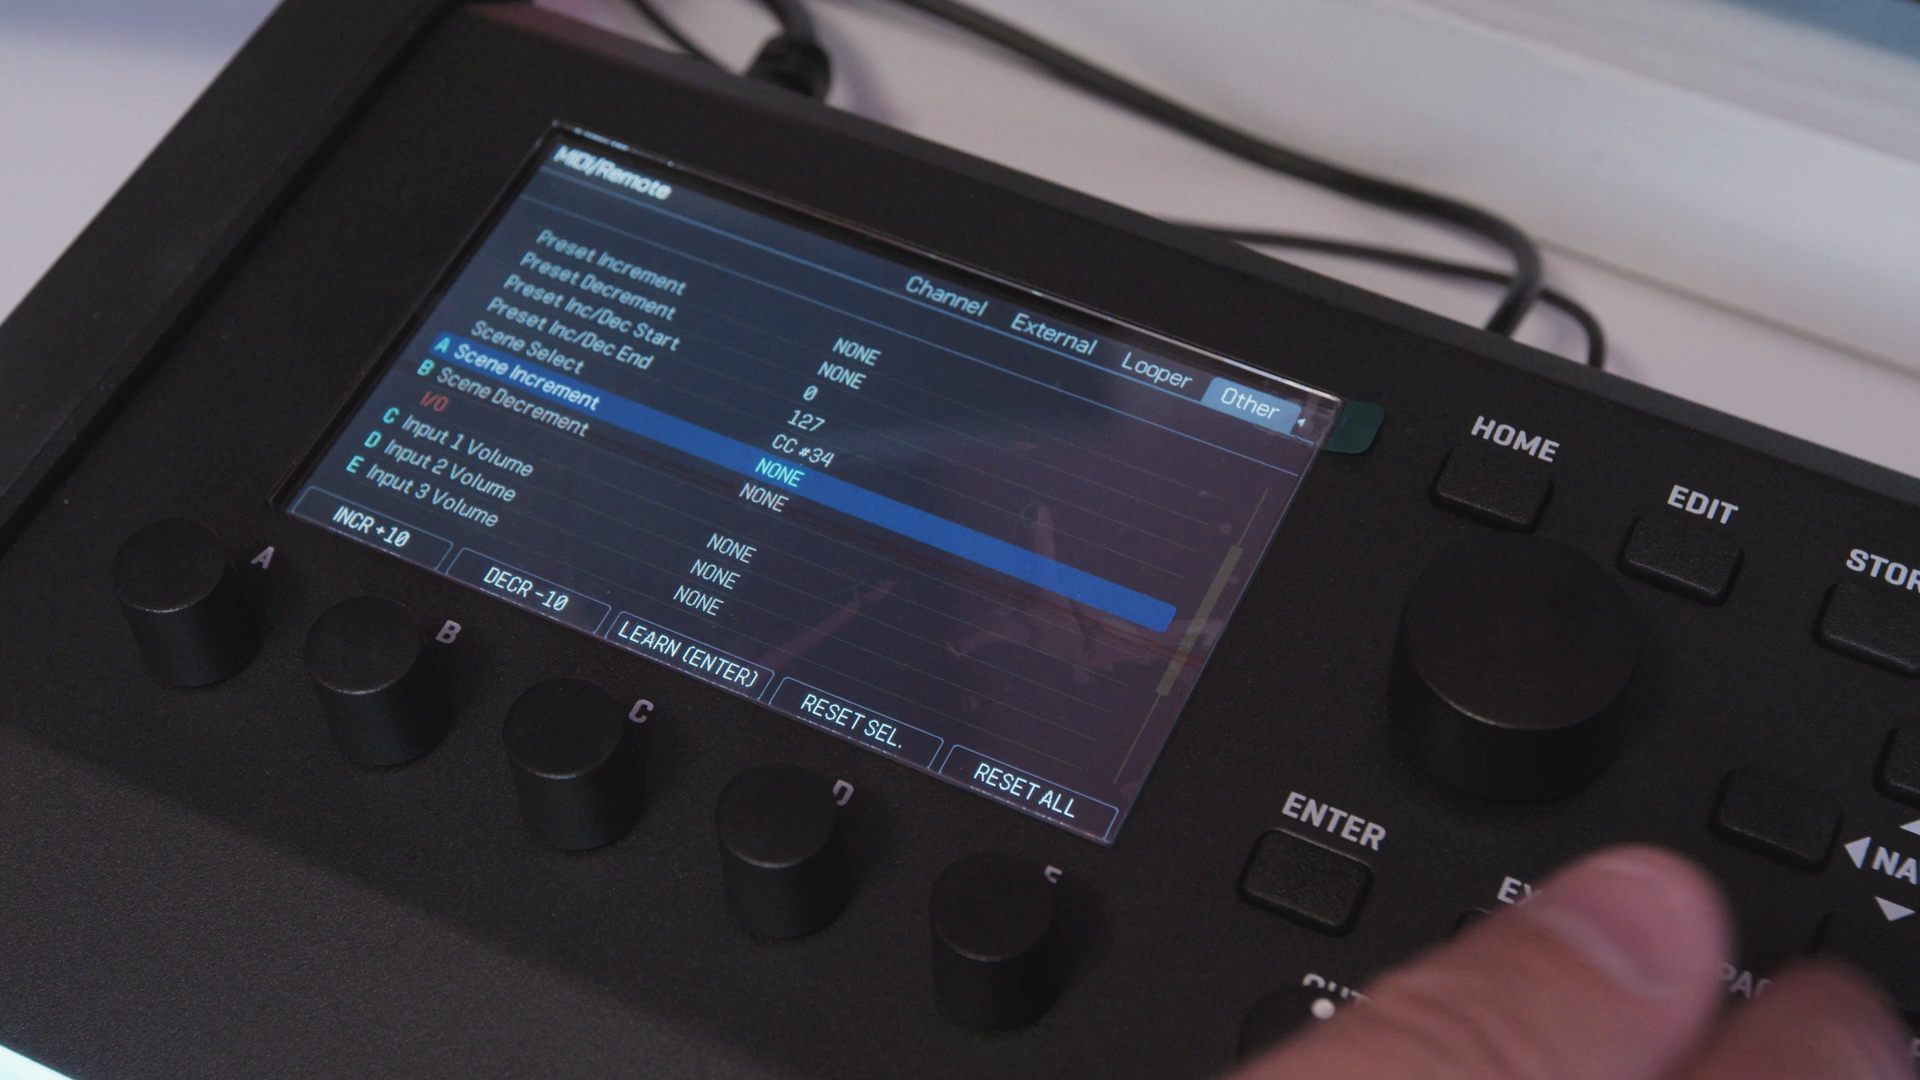 MIDI/Remote
Channel External Looper Other
Preset Increment NONE
Preset Decrement NONE
Preset Inc/Dec Start 0
Preset Inc/Dec End 127
Scene Select CC #34
A Scene Increment NONE
B Scene Decrement NONE
I/O
C Input 1 Volume NONE
D Input 2 Volume NONE
E Input 3 Volume NONE
INCR +10 DECR -10 LEARN (ENTER) RESET SEL. RESET ALL
A
B
C
D
HOME
EDIT
ENTER